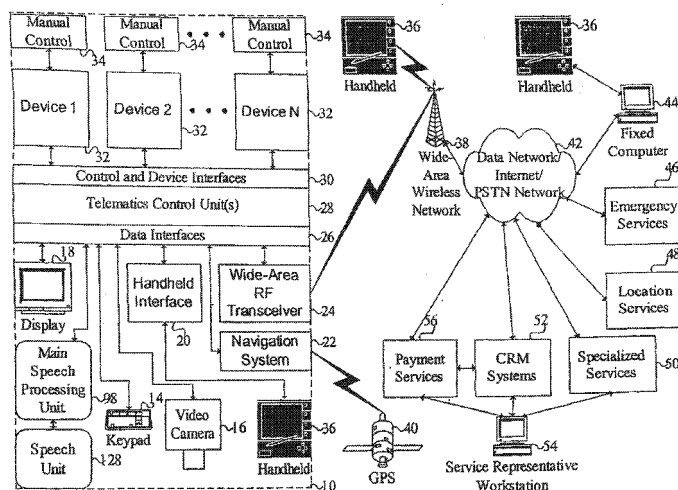 Manual
Control
34
Manual
Control
34
Manual
Control
34
Device 1
32
Device 2
32
Device N
32
Control and Device Interfaces
30
Telematics Control Unit(s)
28
Data Interfaces
26
18
Display
Handheld
Interface
20
Wide-Area
RF
Transceiver
24
Navigation
System
22
Main
Speech
Processing
Unit
98
Speech
Unit
128
14
Keypad
Video
Camera
16
36
Handheld
10
36
Handheld
36
Handheld
38
Wide-
Area
Wireless
Network
42
Data Network/
Internet/
PSTN Network
44
Fixed
Computer
46
Emergency
Services
48
Location
Services
56
Payment
Services
52
CRM
Systems
Specialized
Services
50
54
Service Representative
Workstation
40
GPS